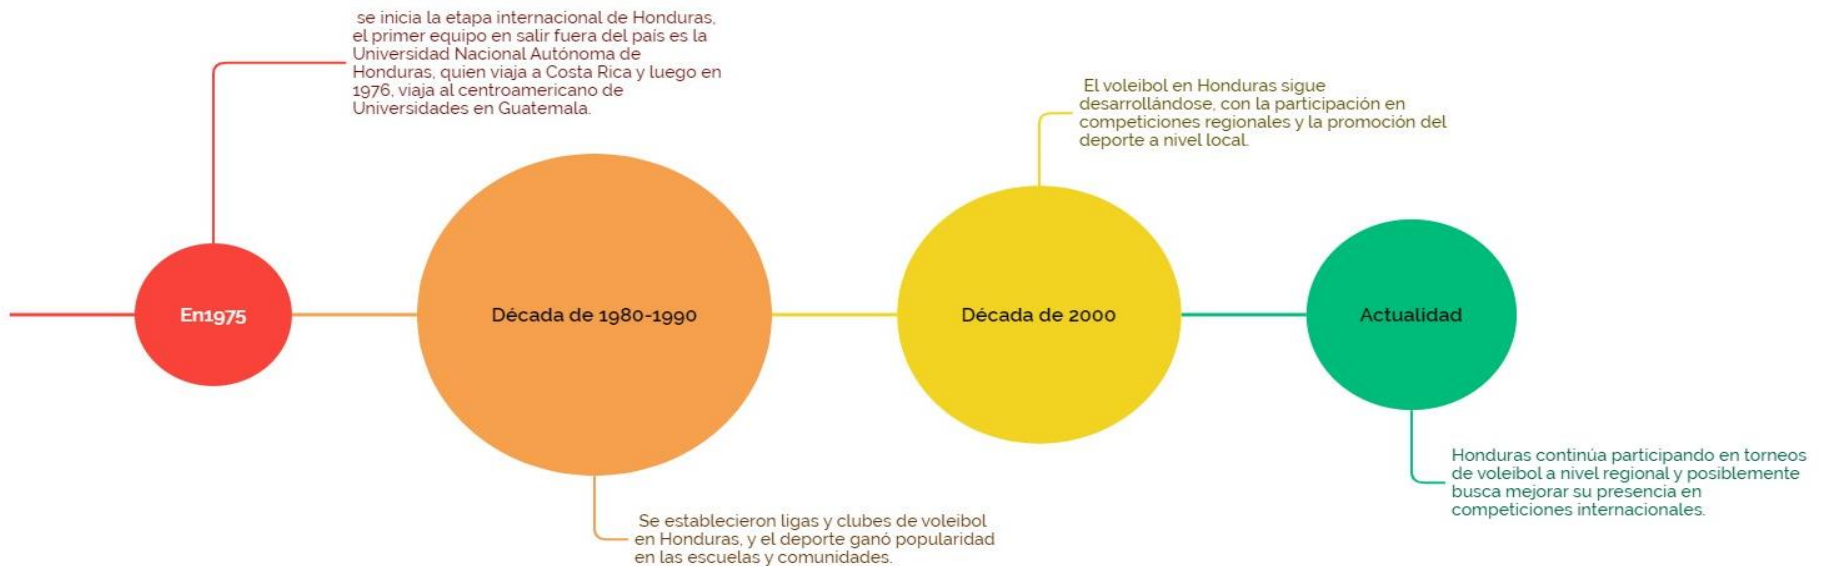 se inicia la etapa internacional de Honduras,
el primer equipo en salir fuera del país es la
Universidad Nacional Autónoma de
Honduras, quien viaja a Costa Rica y luego en
1976, viaja al centroamericano de
Universidades en Guatemala.
En1975
Década de 1980-1990
Se establecieron ligas y clubes de voleibol
en Honduras, y el deporte ganó popularidad
en las escuelas y comunidades.
El voleibol en Honduras sigue
desarrollándose, con la participación en
competiciones regionales y la promoción del
deporte a nivel local.
Década de 2000
Actualidad
Honduras continúa participando en torneos
de voleibol a nivel regional y posiblemente
busca mejorar su presencia en
competiciones internacionales.